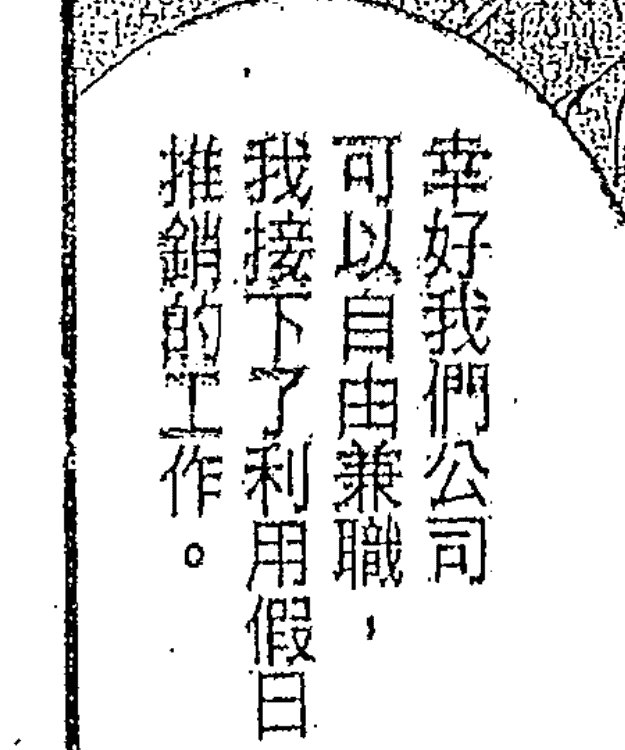 幸好我們公司
可以自由兼職，
我接下了利用假日
推銷的工作。